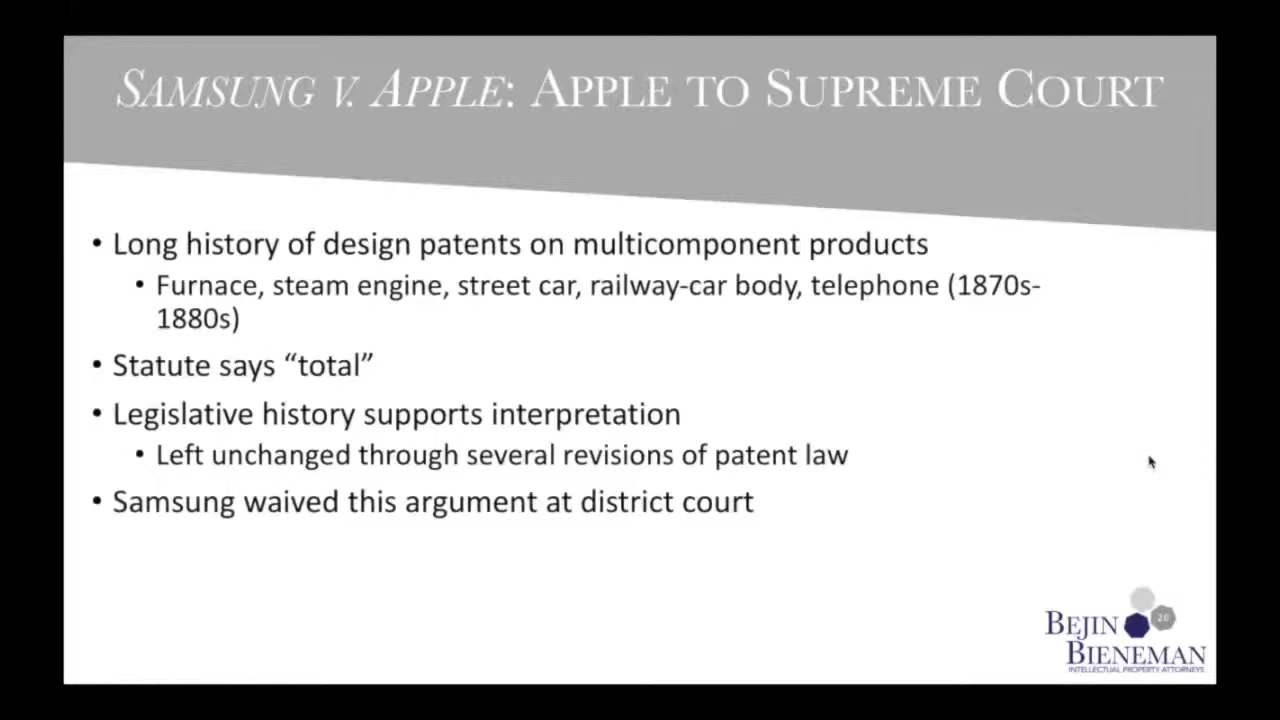 SAMSUNG V. APPLE: APPLE TO SUPREME COURT
• Long history of design patents on multicomponent products
• Furnace, steam engine, street car, railway-car body, telephone (1870s-
1880s)
• Statute says “total”
• Legislative history supports interpretation
• Left unchanged through several revisions of patent law
• Samsung waived this argument at district court
20
BEJIN
BIENEMAN
INTELLECTUAL PROPERTY ATTORNEYS